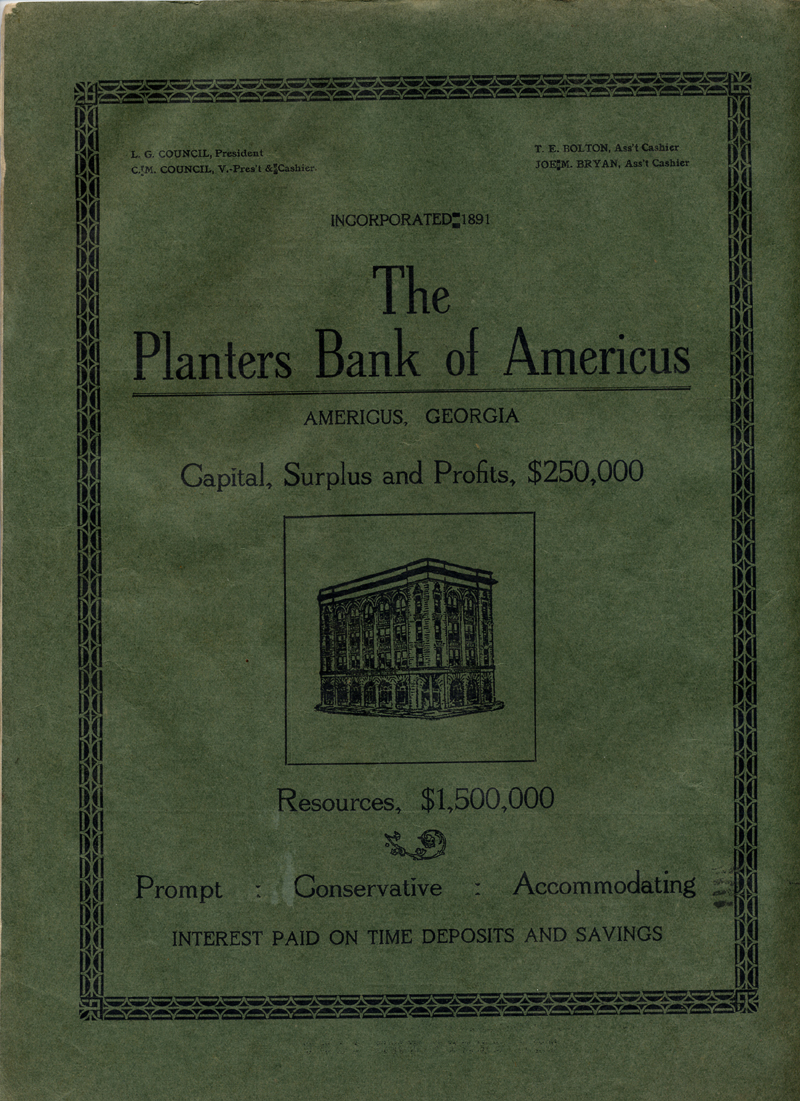 L. G. COUNCIL, President
C. M. COUNCIL, V.-Pres't & Cashier.
T. E. BOLTON, Ass't Cashier
JOE M. BRYAN, Ass't Cashier
INCORPORATED 1891
The
Planters Bank of Americus
AMERICUS, GEORGIA
Capital, Surplus and Profits, $250,000
Resources, $1,500,000
Prompt : Conservative : Accommodating
INTEREST PAID ON TIME DEPOSITS AND SAVINGS